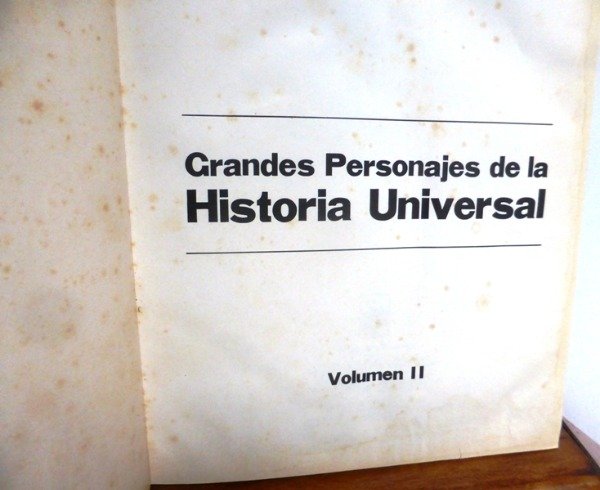 Grandes Personajes de la
Historia Universal
Volumen II